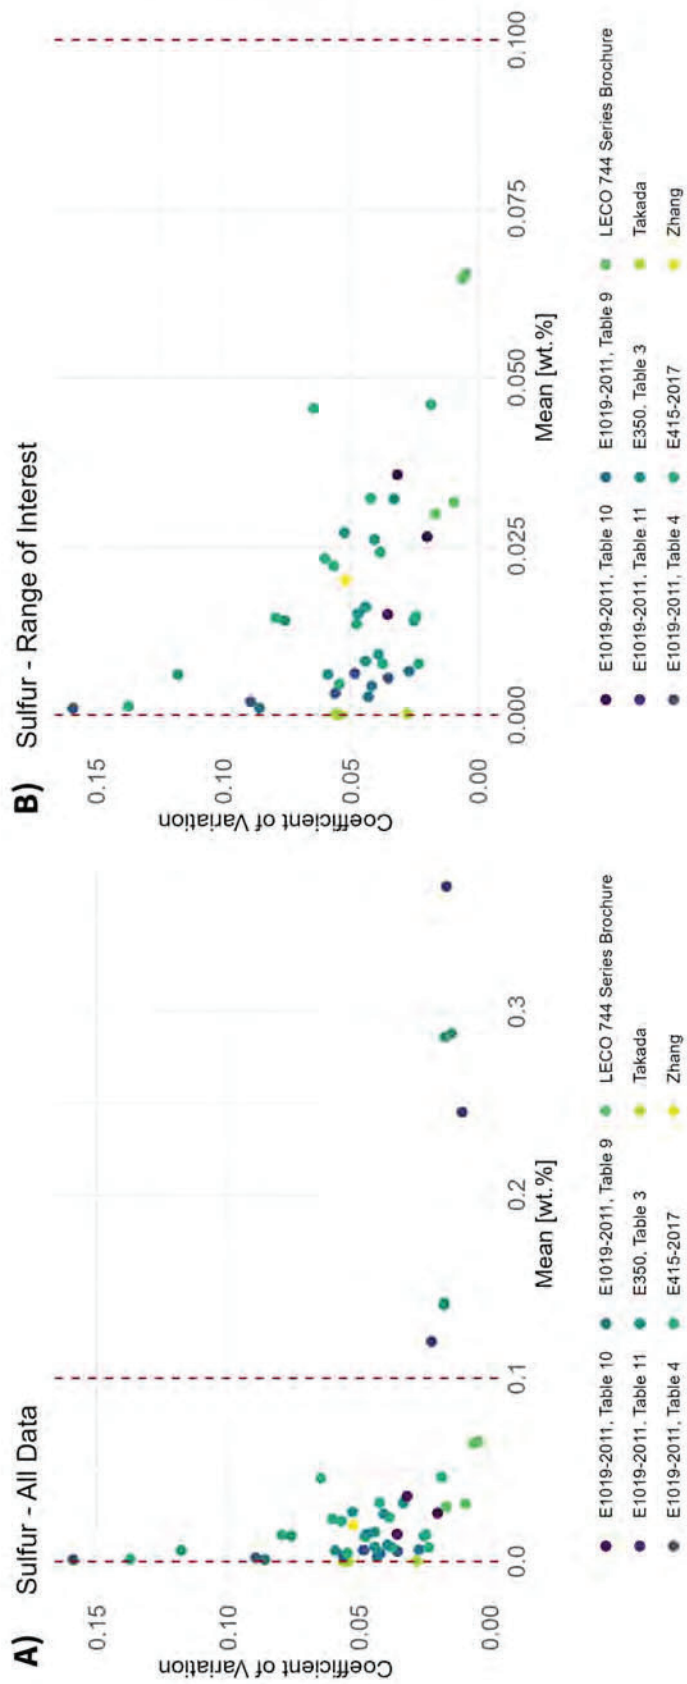 A) Sulfur - All Data
Coefficient of Variation
0.15
0.10
0.05
0.00
0.0
0.1
0.2
0.3
Mean [wt.%]
E1019-2011, Table 10
E1019-2011, Table 9
LECO 744 Series Brochure
E1019-2011, Table 11
E350, Table 3
Takada
E1019-2011, Table 4
E415-2017
Zhang
B) Sulfur - Range of Interest
Coefficient of Variation
0.15
0.10
0.05
0.00
0.000
0.025
0.050
0.075
0.100
Mean [wt.%]
E1019-2011, Table 10
E1019-2011, Table 9
LECO 744 Series Brochure
E1019-2011, Table 11
E350, Table 3
Takada
E1019-2011, Table 4
E415-2017
Zhang